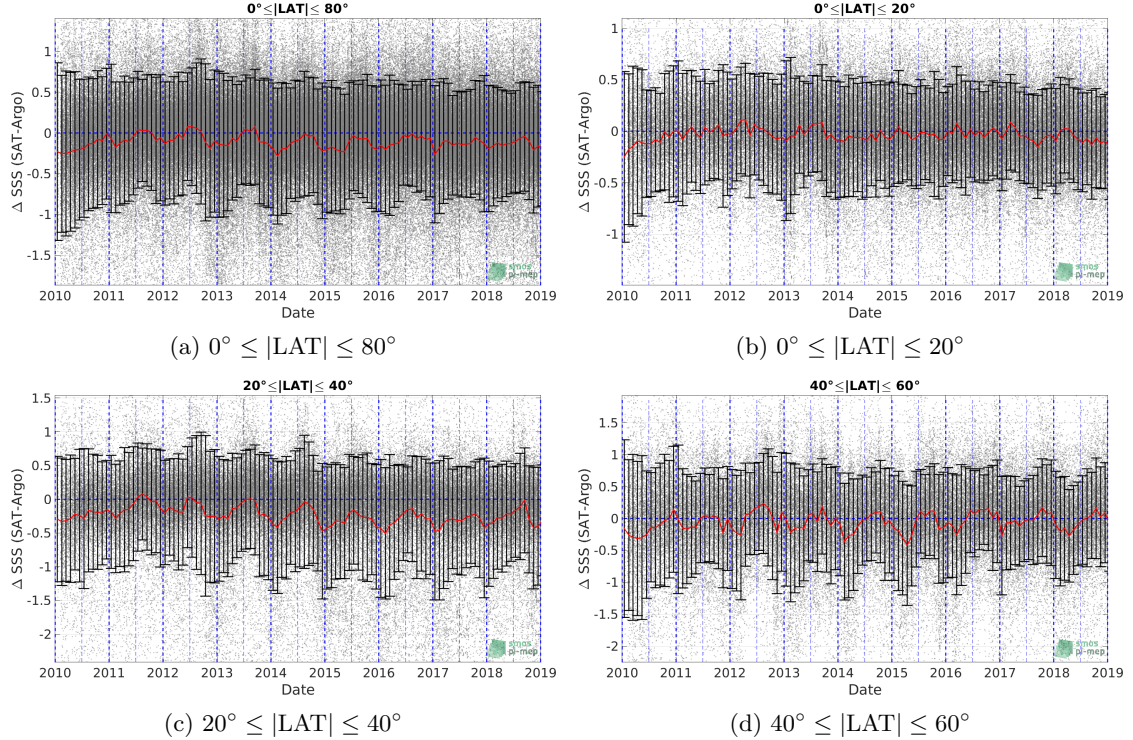 0°≤|LAT|≤ 80°
Δ SSS (SAT-Argo)
1
0.5
0
-0.5
-1
-1.5
2010 2011 2012 2013 2014 2015 2016 2017 2018 2019
Date
smos
pi-mep
(a) 0° ≤ |LAT| ≤ 80°
0°≤|LAT|≤ 20°
Δ SSS (SAT-Argo)
1
0.5
0
-0.5
-1
2010 2011 2012 2013 2014 2015 2016 2017 2018 2019
Date
smos
pi-mep
(b) 0° ≤ |LAT| ≤ 20°
20°≤|LAT|≤ 40°
Δ SSS (SAT-Argo)
1.5
1
0.5
0
-0.5
-1
-1.5
-2
2010 2011 2012 2013 2014 2015 2016 2017 2018 2019
Date
smos
pi-mep
(c) 20° ≤ |LAT| ≤ 40°
40°≤|LAT|≤ 60°
Δ SSS (SAT-Argo)
1.5
1
0.5
0
-0.5
-1
-1.5
-2
2010 2011 2012 2013 2014 2015 2016 2017 2018 2019
Date
smos
pi-mep
(d) 40° ≤ |LAT| ≤ 60°